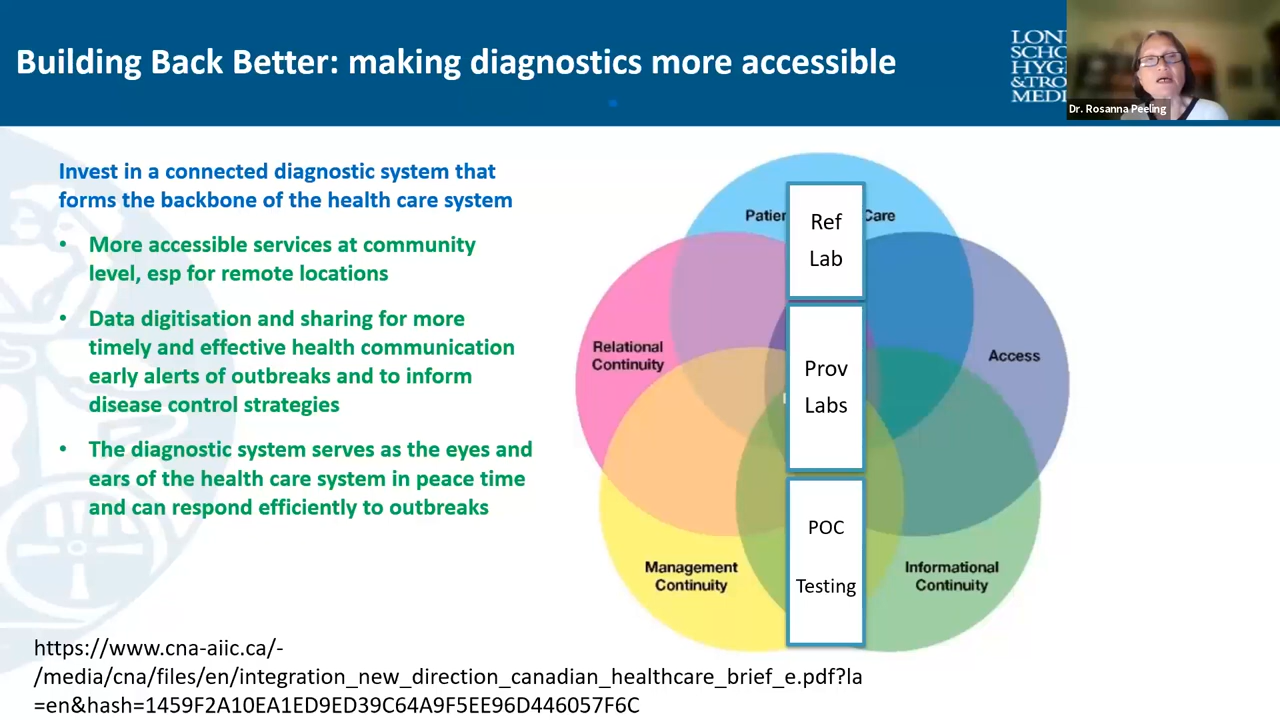 Building Back Better: making diagnostics more accessible
Dr. Rosanna Peeling
Invest in a connected diagnostic system that
forms the backbone of the health care system
• More accessible services at community
level, esp for remote locations
• Data digitisation and sharing for more
timely and effective health communication
early alerts of outbreaks and to inform
disease control strategies
• The diagnostic system serves as the eyes and
ears of the health care system in peace time
and can respond efficiently to outbreaks
Care
Ref
Lab
Relational
Continuity
Access
Prov
Labs
POC
Testing
Management
Continuity
Informational
Continuity
https://www.cna-aiic.ca/-
/media/cna/files/en/integration_new_direction_canadian_healthcare_brief_e.pdf?la
=en&hash=1459F2A10EA1ED9ED39C64A9F5EE96D446057F6C